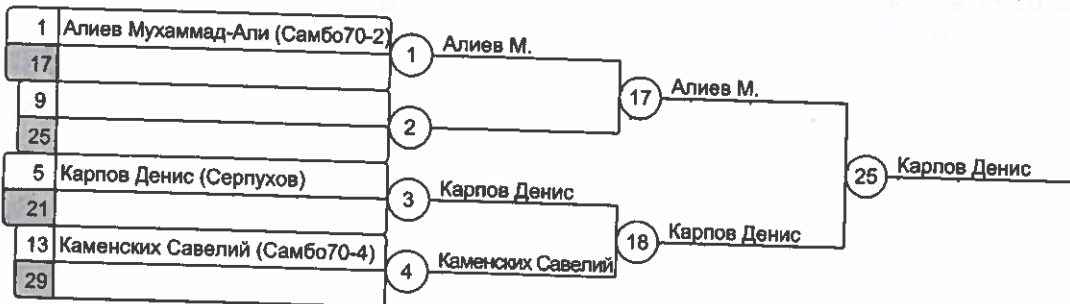 1 Алиев Мухаммад-Али (Самбо70-2)
17
1 Алиев М.
9
25
2
17 Алиев М.
5 Карпов Денис (Серпухов)
21
3 Карпов Денис
13 Каменских Савелий (Самбо70-4)
29
4 Каменских Савелий
18 Карпов Денис
25 Карпов Денис